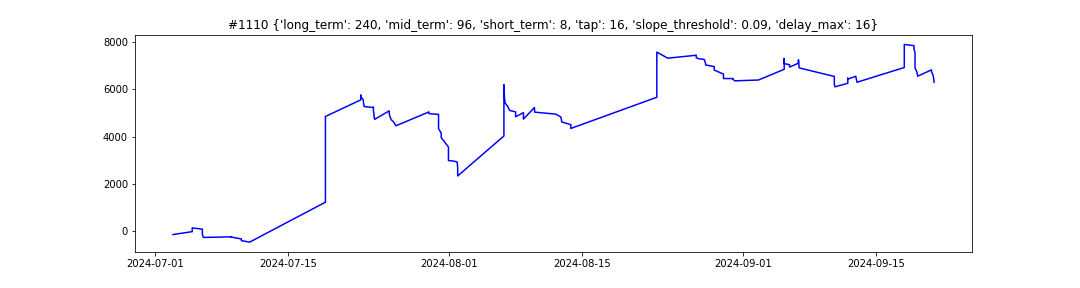 #1110 {'long_term': 240, 'mid_term': 96, 'short_term': 8, 'tap': 16, 'slope_threshold': 0.09, 'delay_max': 16}
8000
6000
4000
2000
0
2024-07-01 2024-07-15 2024-08-01 2024-08-15 2024-09-01 2024-09-15